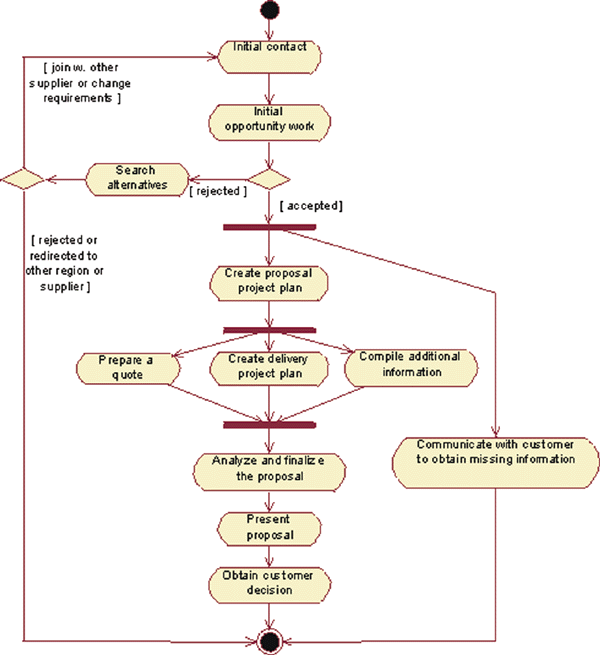 Initial contact
[ join w. other
supplier or change
requirements ]
Initial
opportunity work
Search
alternatives
[ rejected ]
[ accepted]
[ rejected or
redirected to
other region or
supplier ]
Create proposal
project plan
Prepare a
quote
Create delivery
project plan
Compile additional
information
Communicate with customer
to obtain missing information
Analyze and finalize
the proposal
Present
proposal
Obtain customer
decision